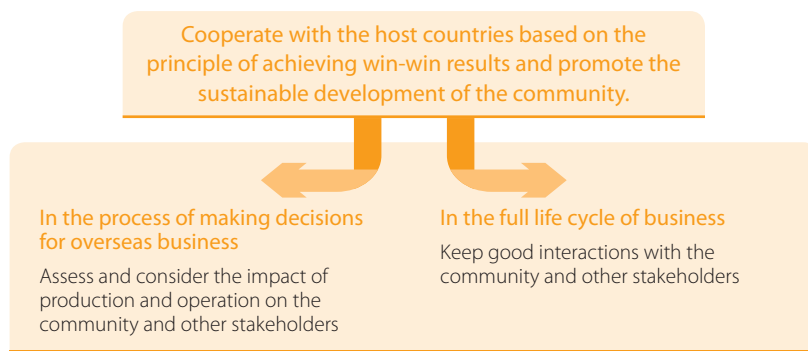 Cooperate with the host countries based on the
principle of achieving win-win results and promote the
sustainable development of the community.
In the process of making decisions
for overseas business
Assess and consider the impact of
production and operation on the
community and other stakeholders
In the full life cycle of business
Keep good interactions with the
community and other stakeholders